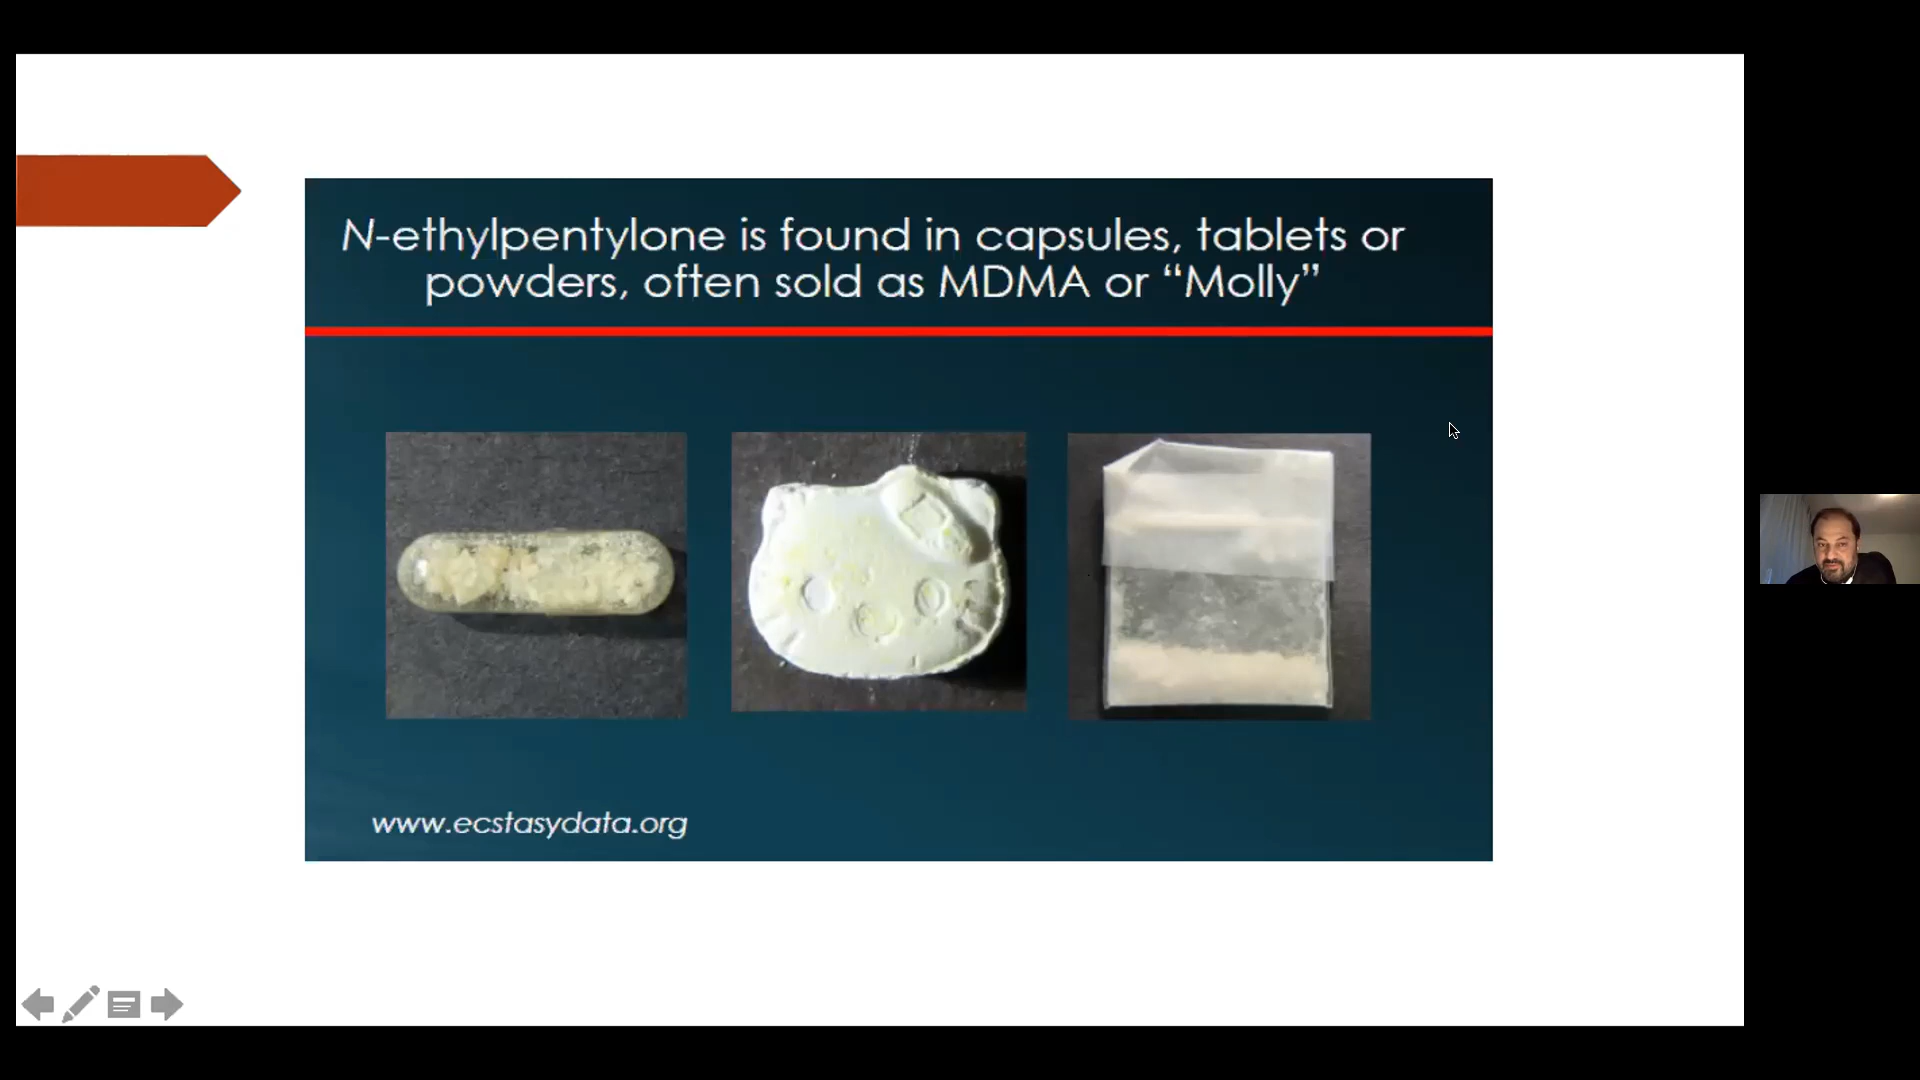 N-ethylpentylone is found in capsules, tablets or
powders, often sold as MDMA or “Molly”
www.ecstasydata.org